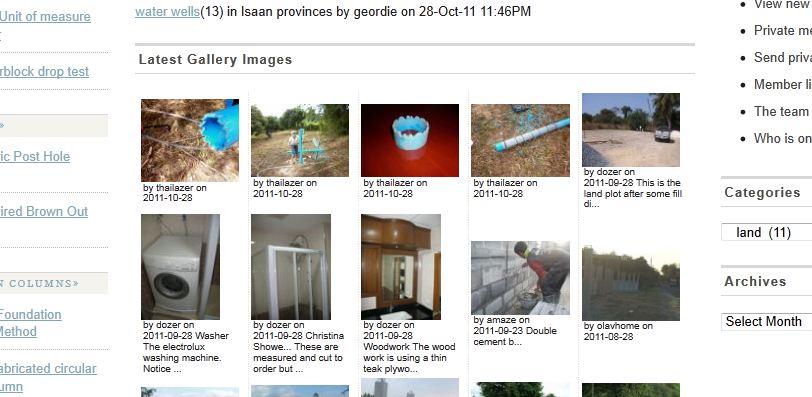 Unit of measure
rblock drop test
»
ic Post Hole
ired Brown Out
N COLUMNS»
Foundation
Method
abricated circular
umn
water wells(13) in Isaan provinces by geordie on 28-Oct-11 11:46PM
Latest Gallery Images
by thailazer on
2011-10-28
by thailazer on
2011-10-28
by thailazer on
2011-10-28
by thailazer on
2011-10-28
by dozer on
2011-09-28 This is the
land plot after some fill
di...
by dozer on
2011-09-28 Washer
The electrolux
washing machine.
Notice ...
by dozer on
2011-09-28 Christina
Showe... These are
measured and cut to
order but ...
by dozer on
2011-09-28
Woodwork The wood
work is using a thin
teak plywo...
by amaze on
2011-09-23 Double
cement b...
by olavhome on
2011-08-28
View new
Private me
Send priva
Member li
The team
Who is on
Categories
land (11)
Archives
Select Month